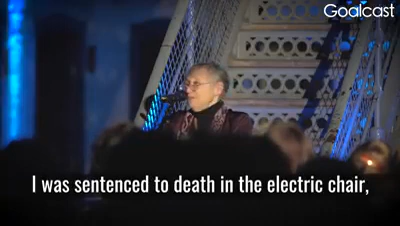 Goalcast
I was sentenced to death in the electric chair,